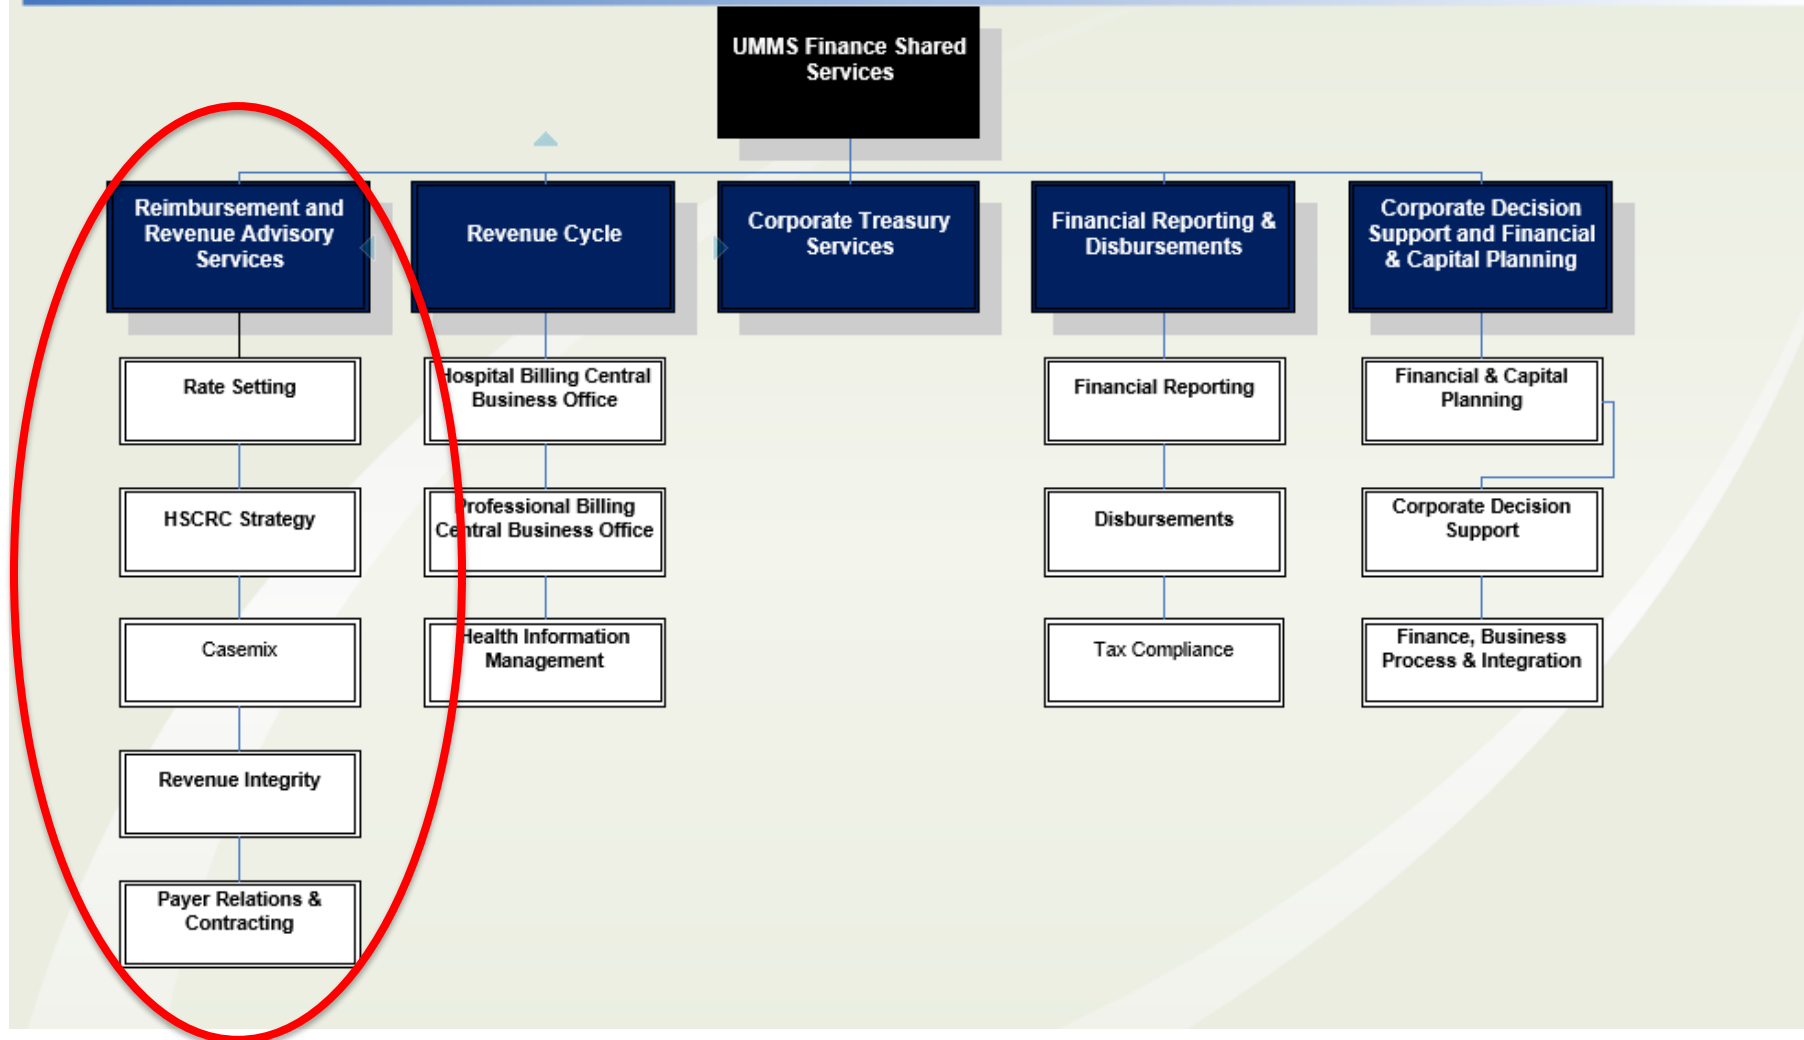 UMMS Finance Shared
Services
Reimbursement and
Revenue Advisory
Services
Revenue Cycle
Corporate Treasury
Services
Financial Reporting &
Disbursements
Corporate Decision
Support and Financial
& Capital Planning
Rate Setting
HSCRC Strategy
Casemix
Revenue Integrity
Payer Relations &
Contracting
Hospital Billing Central
Business Office
Professional Billing
Central Business Office
Health Information
Management
Financial Reporting
Disbursements
Tax Compliance
Financial & Capital
Planning
Corporate Decision
Support
Finance, Business
Process & Integration